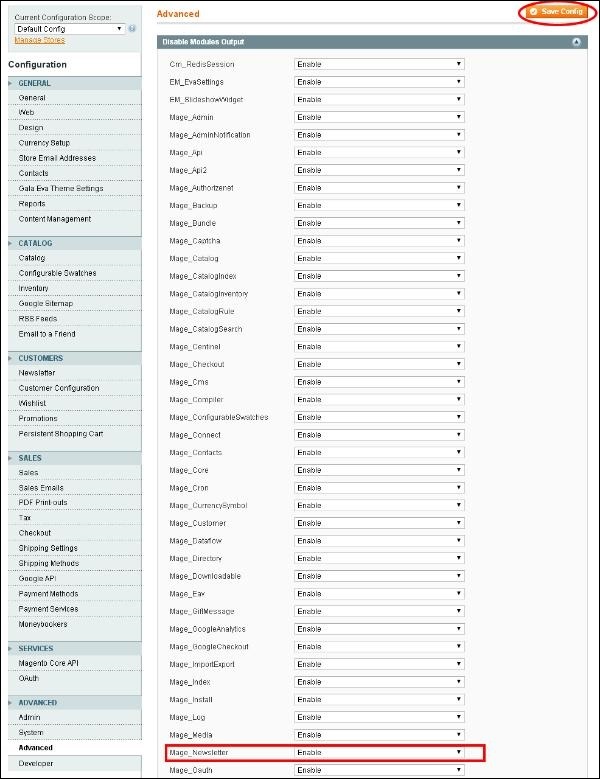 Current Configuration Scope:
Default Config
Manage Stores
Configuration
GENERAL
General
Web
Design
Currency Setup
Store Email Addresses
Contacts
Gala Eva Theme Settings
Reports
Content Management
CATALOG
Catalog
Configurable Swatches
Inventory
Google Sitemap
RSS Feeds
Email to a Friend
CUSTOMERS
Newsletter
Customer Configuration
Wishlist
Promotions
Persistent Shopping Cart
SALES
Sales
Sales Emails
PDF Print-outs
Tax
Checkout
Shipping Settings
Shipping Methods
Google API
Payment Methods
Payment Services
Moneybookers
SERVICES
Magento Core API
OAuth
ADVANCED
Admin
System
Advanced
Developer
Advanced
Save Config
Disable Modules Output
Cm_RedisSession Enable
EM_EvaSettings Enable
EM_SlideshowWidget Enable
Mage_Admin Enable
Mage_AdminNotification Enable
Mage_Api Enable
Mage_Api2 Enable
Mage_Authorizenet Enable
Mage_Backup Enable
Mage_Bundle Enable
Mage_Captcha Enable
Mage_Catalog Enable
Mage_CatalogIndex Enable
Mage_CatalogInventory Enable
Mage_CatalogRule Enable
Mage_CatalogSearch Enable
Mage_Centinel Enable
Mage_Checkout Enable
Mage_Cms Enable
Mage_Compiler Enable
Mage_ConfigurableSwatches Enable
Mage_Connect Enable
Mage_Contacts Enable
Mage_Core Enable
Mage_Cron Enable
Mage_CurrencySymbol Enable
Mage_Customer Enable
Mage_Dataflow Enable
Mage_Directory Enable
Mage_Downloadable Enable
Mage_Eav Enable
Mage_GiftMessage Enable
Mage_GoogleAnalytics Enable
Mage_GoogleCheckout Enable
Mage_ImportExport Enable
Mage_Index Enable
Mage_Install Enable
Mage_Log Enable
Mage_Media Enable
Mage_Newsletter Enable
Mage_Oauth Enable